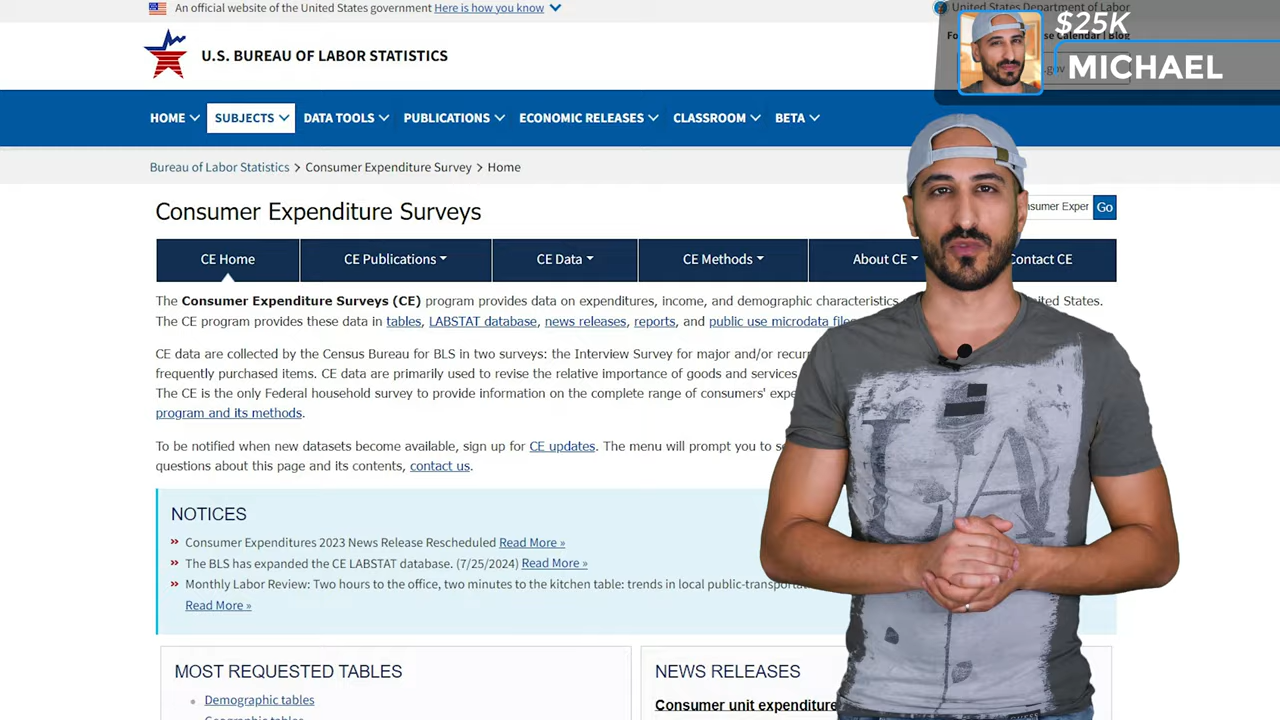 An official website of the United States government Here is how you know
United States Department of Labor
$25K
MICHAEL
Calendar | Blog
.gov
U.S. BUREAU OF LABOR STATISTICS
HOME SUBJECTS DATA TOOLS PUBLICATIONS ECONOMIC RELEASES CLASSROOM BETA
Bureau of Labor Statistics > Consumer Expenditure Survey > Home
Consumer Expenditure Surveys
Exper Go
CE Home CE Publications CE Data CE Methods About CE Contact CE
The Consumer Expenditure Surveys (CE) program provides data on expenditures, income, and demographic characteristics States.
The CE program provides these data in tables, LABSTAT database, news releases, reports, and public use microdata
CE data are collected by the Census Bureau for BLS in two surveys: the Interview Survey for major and/or
frequently purchased items. CE data are primarily used to revise the relative importance of goods and services
The CE is the only Federal household survey to provide information on the complete range of consumers'
program and its methods.
To be notified when new datasets become available, sign up for CE updates. The menu will prompt you to
questions about this page and its contents, contact us.
NOTICES
Consumer Expenditures 2023 News Release Rescheduled Read More »
The BLS has expanded the CE LABSTAT database. (7/25/2024) Read More »
Monthly Labor Review: Two hours to the office, two minutes to the kitchen table: trends in local
Read More »
LA
MOST REQUESTED TABLES
NEWS RELEASES
Demographic tables
Consumer unit